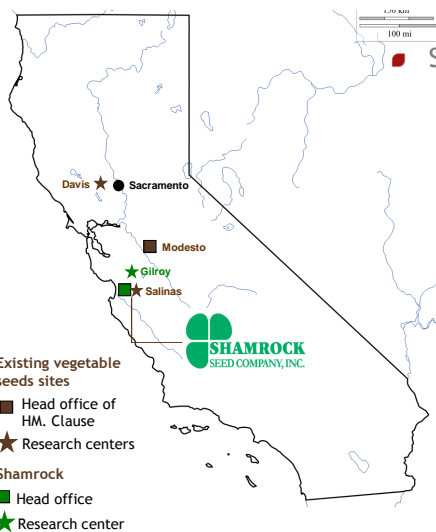 150 km
100 mi
S
Davis
Sacramento
Modesto
Gilroy
Salinas
SHAMROCK
SEED COMPANY, INC.
Existing vegetable
seeds sites
Head office of
HM. Clause
Research centers
Shamrock
Head office
Research center